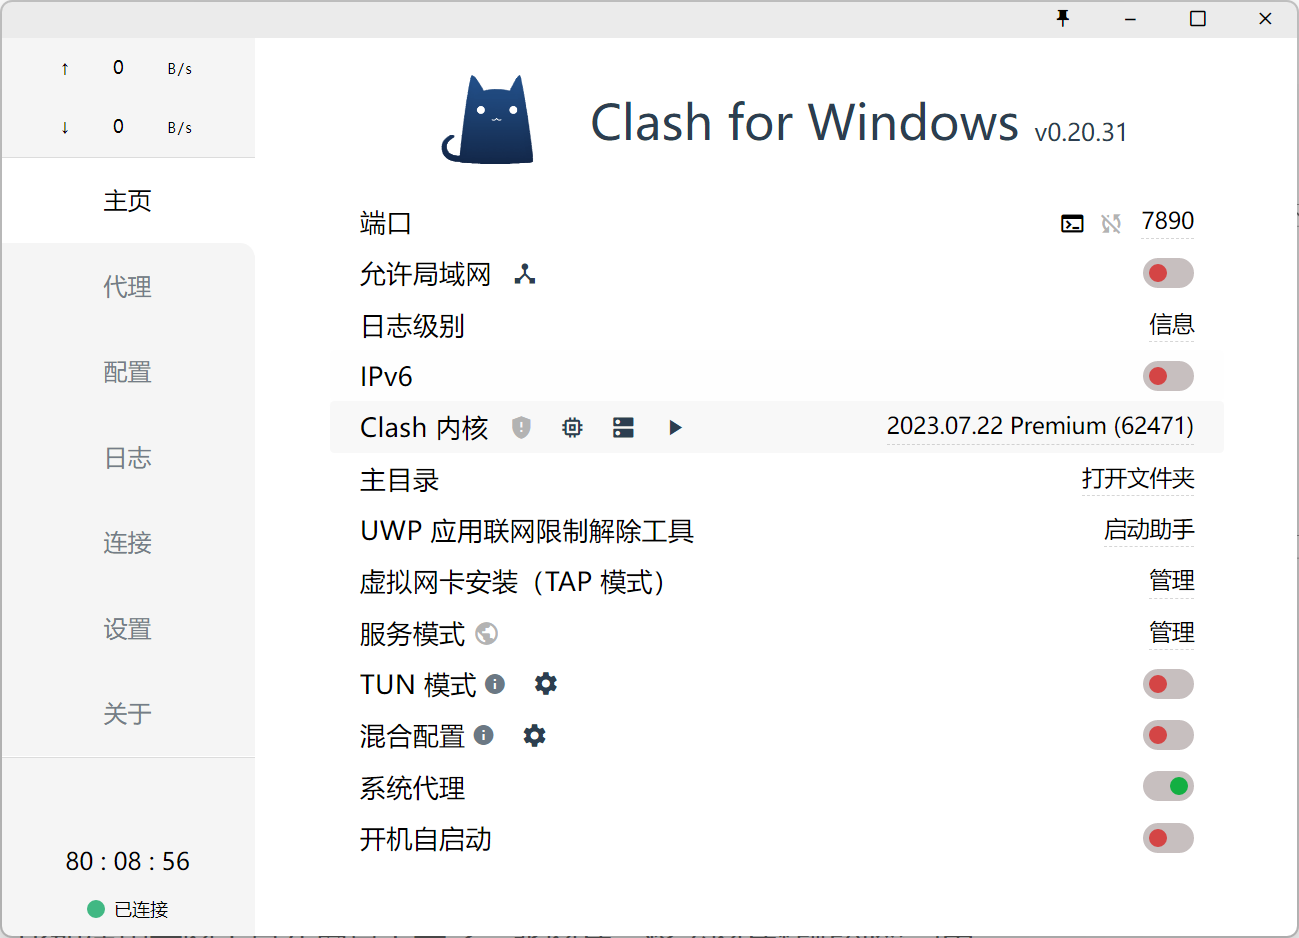 ↑ 0 B/s
↓ 0 B/s
主页
代理
配置
日志
连接
设置
关于
80 : 08 : 56
已连接
Clash for Windows v0.20.31
端口 7890
允许局域网
日志级别 信息
IPv6
Clash 内核 2023.07.22 Premium (62471)
主目录 打开文件夹
UWP 应用联网限制解除工具 启动助手
虚拟网卡安装（TAP 模式） 管理
服务模式 管理
TUN 模式
混合配置
系统代理
开机自启动